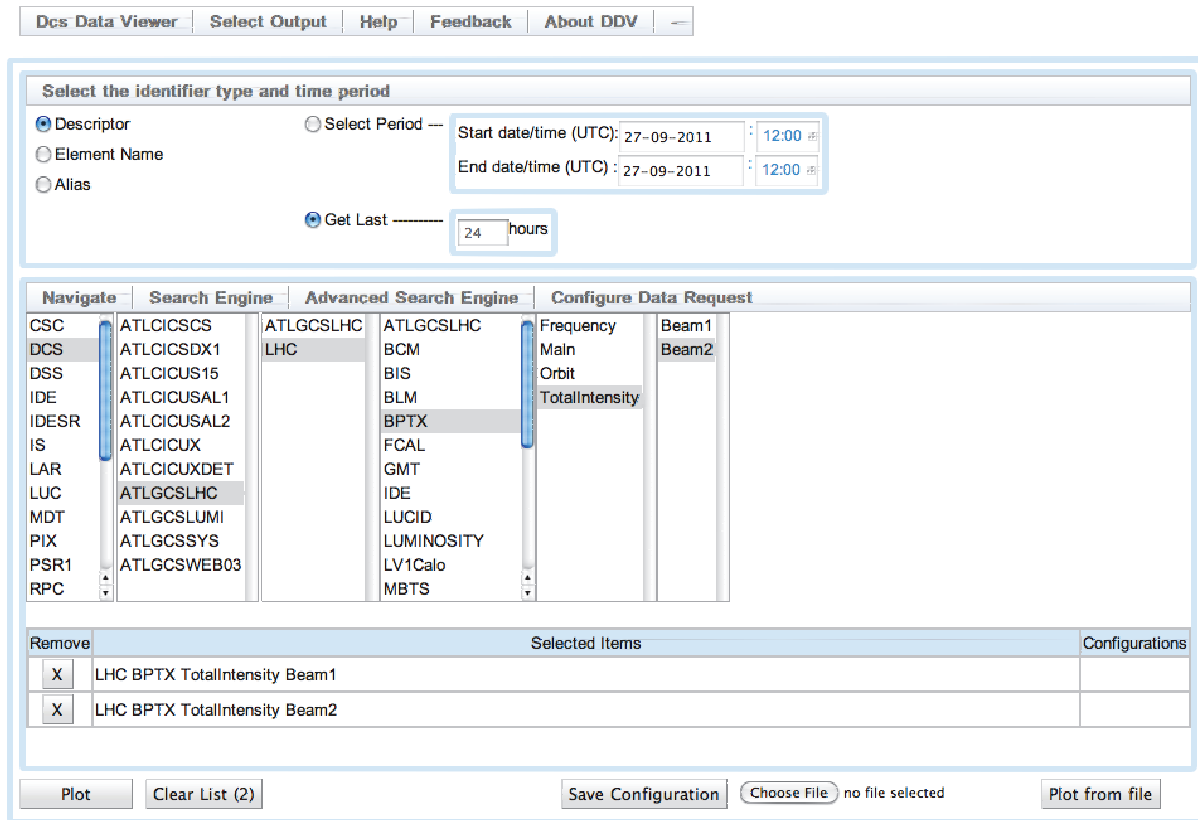 Dcs Data Viewer Select Output Help Feedback About DDV
Select the identifier type and time period
Descriptor
Element Name
Alias
Select Period ---
Start date/time (UTC): 27-09-2011 : 12:00
End date/time (UTC) : 27-09-2011 : 12:00
Get Last ----------
24 hours
Navigate Search Engine Advanced Search Engine Configure Data Request
CSC
DCS
DSS
IDE
IDESR
IS
LAR
LUC
MDT
PIX
PSR1
RPC
ATLCICSCS
ATLCICSDX1
ATLCICUS15
ATLCICUSAL1
ATLCICUSAL2
ATLCICUX
ATLCICUXDET
ATLGCSLHC
ATLGCSLUMI
ATLGCSSYS
ATLGCSWEB03
ATLGCSLHC
LHC
ATLGCSLHC
BCM
BIS
BLM
BPTX
FCAL
GMT
IDE
LUCID
LUMINOSITY
LV1Calo
MBTS
Frequency
Main
Orbit
TotalIntensity
Beam1
Beam2
Remove Selected Items Configurations
X LHC BPTX TotalIntensity Beam1
X LHC BPTX TotalIntensity Beam2
Plot Clear List (2) Save Configuration Choose File no file selected Plot from file